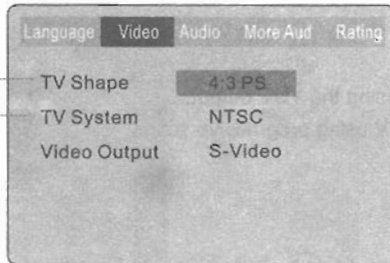 Language Video Audio More Aud Rating
TV Shape 4:3 PS
TV System NTSC
Video Output S-Video